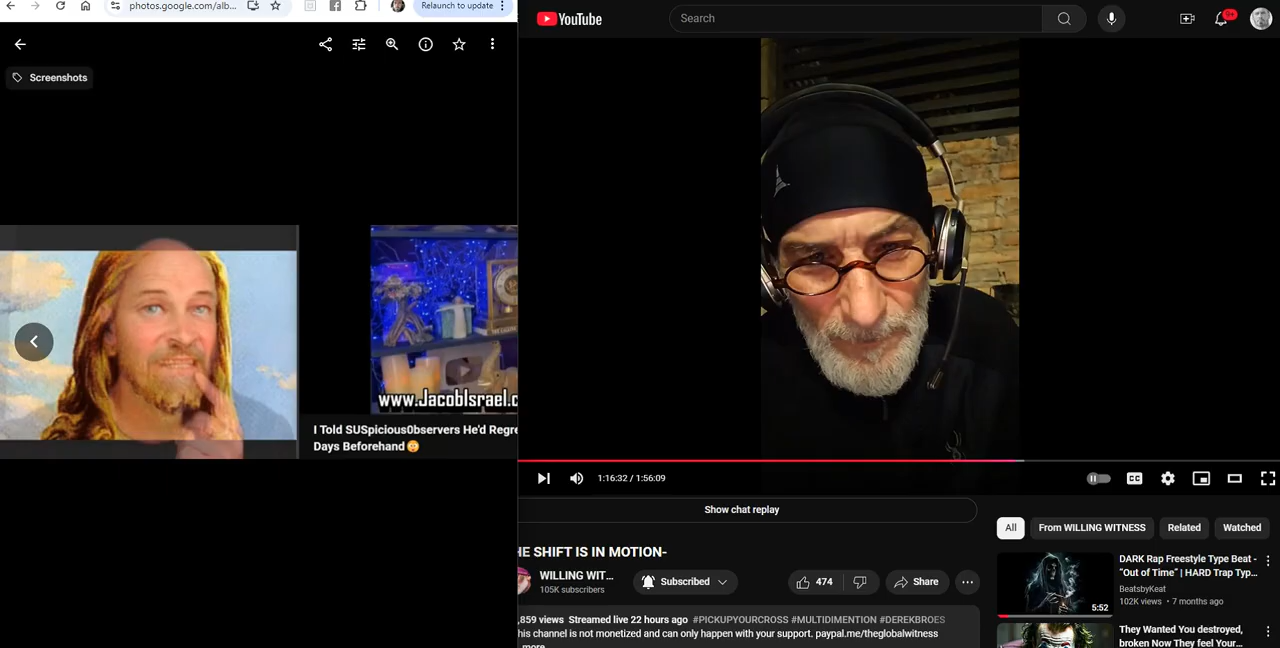 photos.google.com/alb...
Relaunch to update
Screenshots
www.JacobIsrael.c
I Told SUSpicious0bservers He'd Regre
Days Beforehand
YouTube
Search
9+
1:16:32 / 1:56:09
CC
Show chat replay
HE SHIFT IS IN MOTION-
WILLING WIT...
105K subscribers
Subscribed
474
Share
,859 views Streamed live 22 hours ago #PICKUPYOURCROSS #MULTIDIMENTION #DEREKBROES
his channel is not monetized and can only happen with your support. paypal.me/theglobalwitness
...more
All
From WILLING WITNESS
Related
Watched
DARK Rap Freestyle Type Beat -
"Out of Time" | HARD Trap Typ...
BeatsbyKeat
102K views • 7 months ago
5:52
They Wanted You destroyed,
broken Now They feel Your...